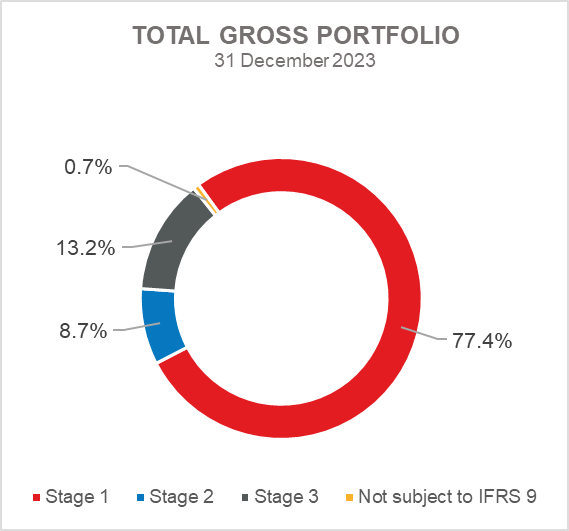 TOTAL GROSS PORTFOLIO
31 December 2023
0.7%
13.2%
8.7%
77.4%
Stage 1 Stage 2 Stage 3 Not subject to IFRS 9